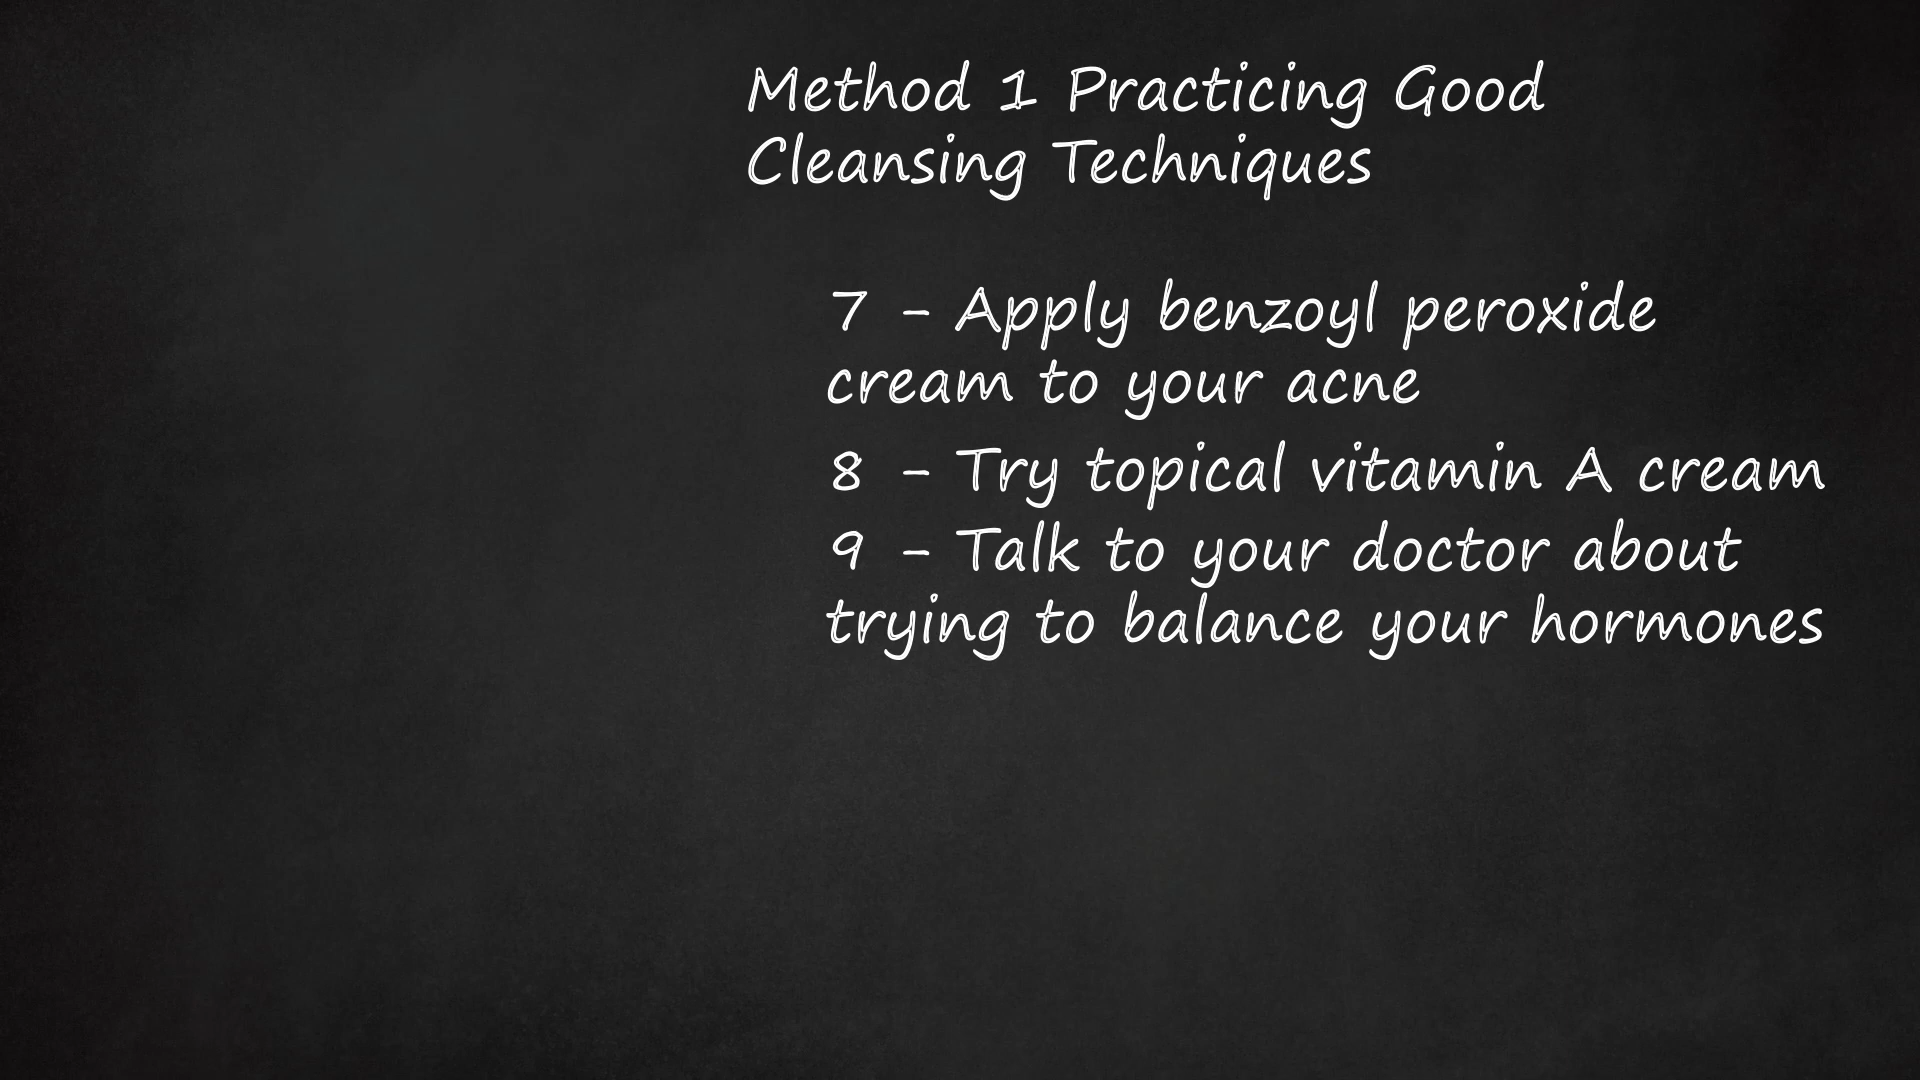 Method 1 Practicing Good
Cleansing Techniques
7 - Apply benzoyl peroxide
cream to your acne
8 - Try topical vitamin A cream
9 - Talk to your doctor about
trying to balance your hormones